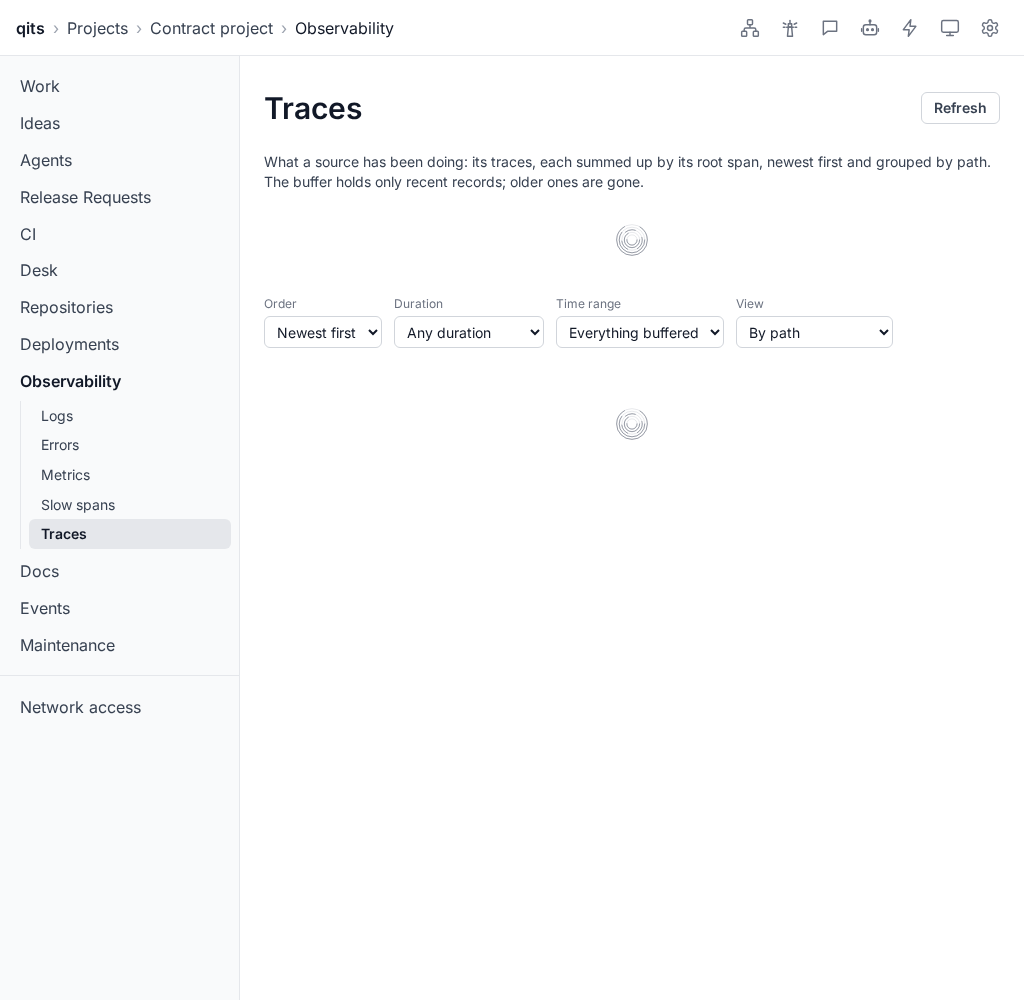 qits › Projects › Contract project › Observability
Work
Ideas
Agents
Release Requests
CI
Desk
Repositories
Deployments
Observability
Logs
Errors
Metrics
Slow spans
Traces
Docs
Events
Maintenance
Network access
Traces
Refresh
What a source has been doing: its traces, each summed up by its root span, newest first and grouped by path.
The buffer holds only recent records; older ones are gone.
Order Duration Time range View
Newest first Any duration Everything buffered By path